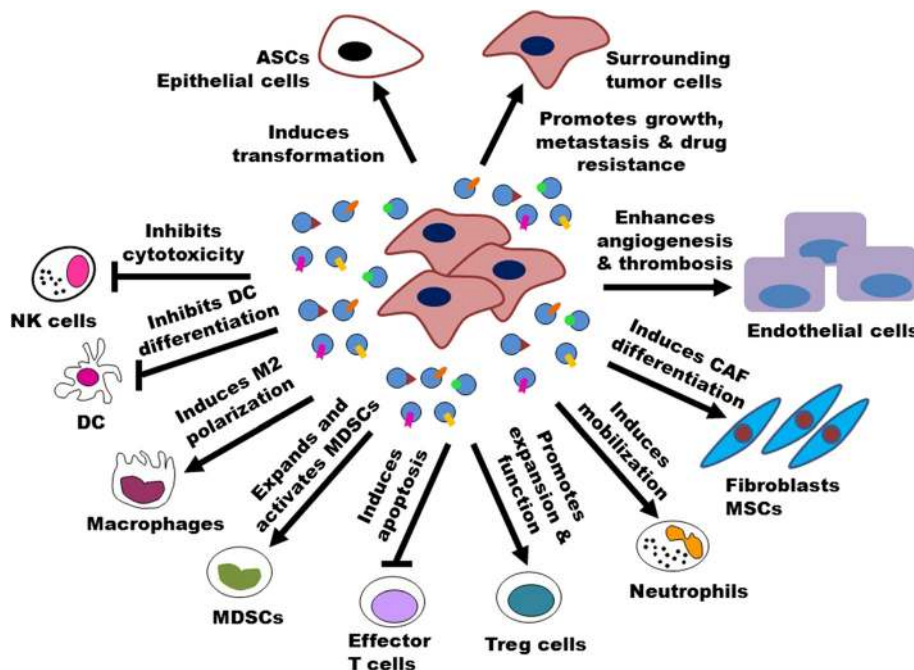 ASCs
Epithelial cells
Surrounding
tumor cells
Induces
transformation
Promotes growth,
metastasis & drug
resistance
Inhibits
cytotoxicity
NK cells
Enhances
angiogenesis
& thrombosis
Endothelial cells
Inhibits DC
differentiation
DC
Induces CAF
differentiation
Fibroblasts
MSCs
Induces M2
polarization
Macrophages
Expands and
activates MDSCs
MDSCs
Induces
apoptosis
Effector
T cells
Promotes
expansion &
function
Treg cells
Induces
mobilization
Neutrophils